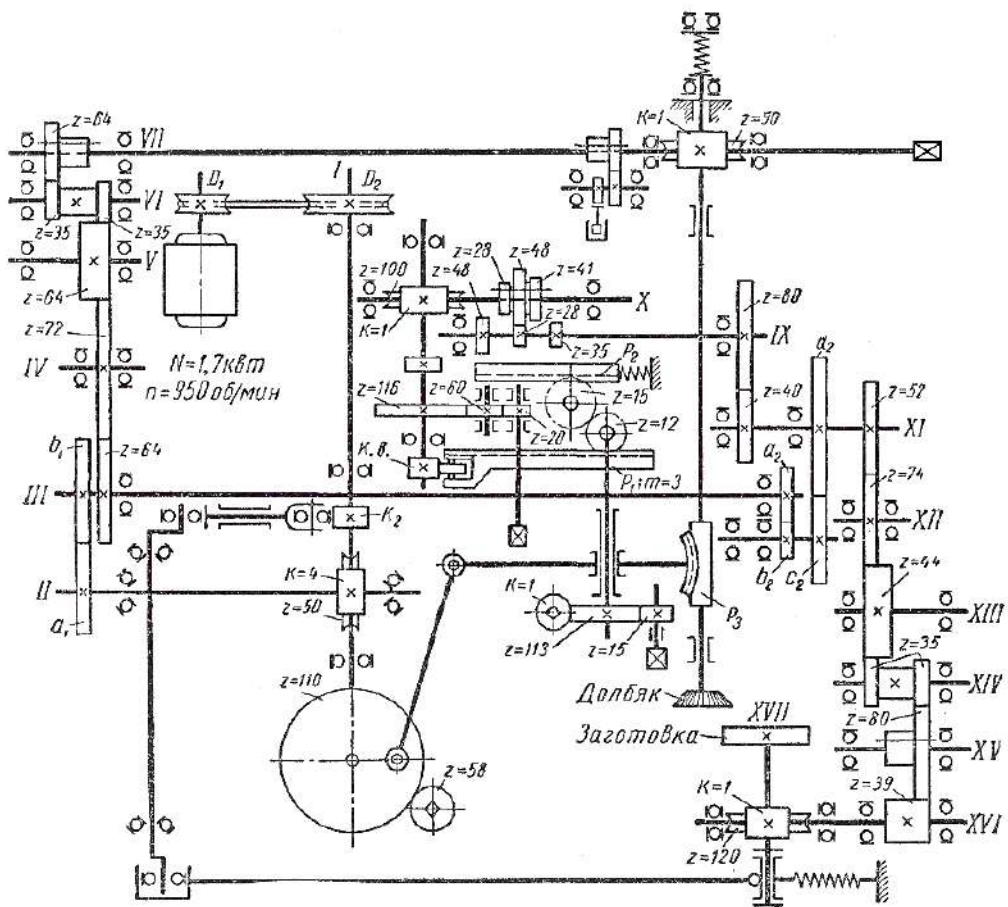 z=64
VII
K=1
z=90
D₁
I
D₂
VI
z=35
z=35
V
z=64
z=72
IV
N=1,7квт
n=950 об/мин
z=100
z=48
z=28
z=48
z=41
X
K=1
z=28
z=35
IX
z=80
a₂
P₂
z=116
z=60
z=15
z=40
z=52
z=20
z=12
XI
b₁
z=64
К.в.
P₁; m=3
a₂
z=74
III
K₂
XII
K=4
b₂
c₂
z=44
II
z=50
K=1
P₃
XIII
a₁
z=113
z=15
z=35
z=110
Долбяк
XIV
XVII
z=80
Заготовка
XV
z=58
z=39
K=1
XVI
z=120